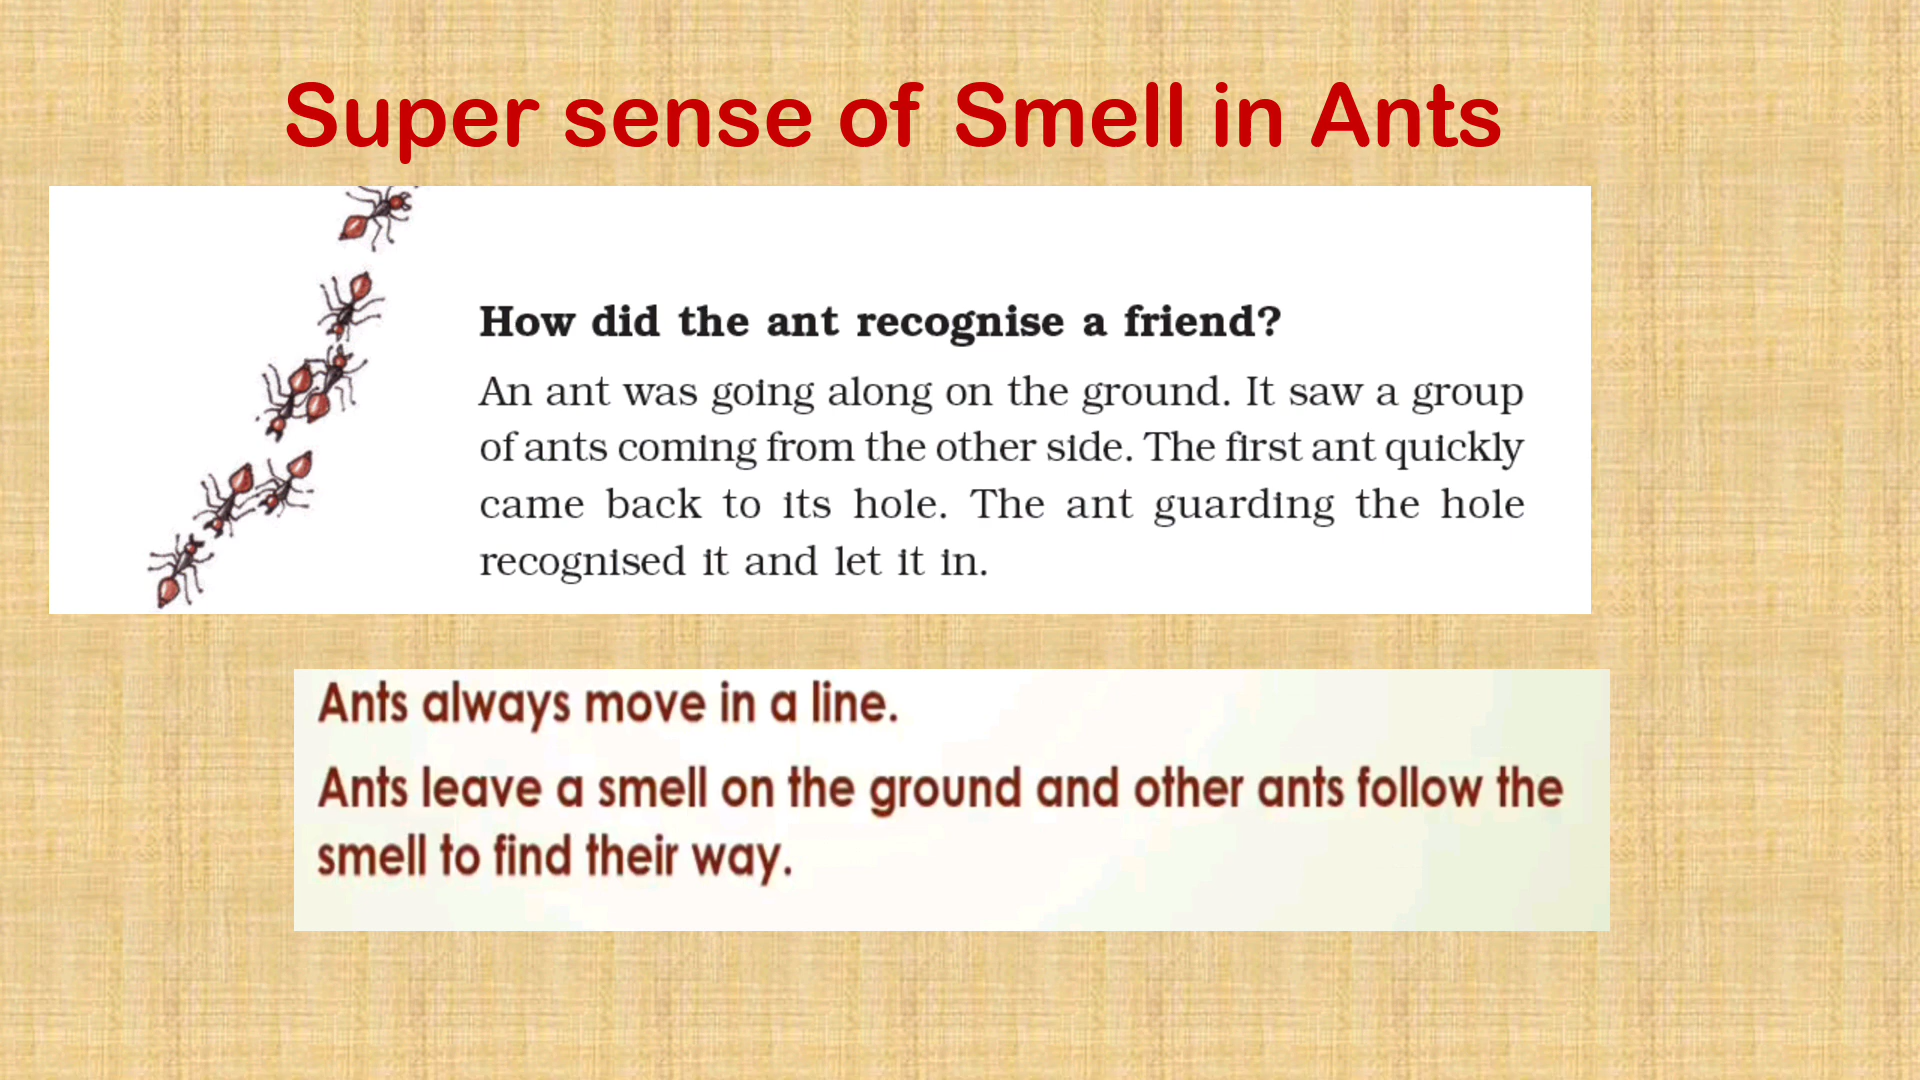 Super sense of Smell in Ants
How did the ant recognise a friend?
An ant was going along on the ground. It saw a group
of ants coming from the other side. The first ant quickly
came back to its hole. The ant guarding the hole
recognised it and let it in.
Ants always move in a line.
Ants leave a smell on the ground and other ants follow the
smell to find their way.